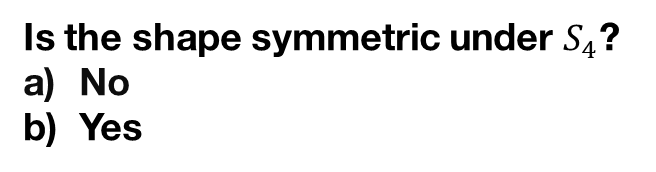 Is the shape symmetric under S₄?
a) No
b) Yes